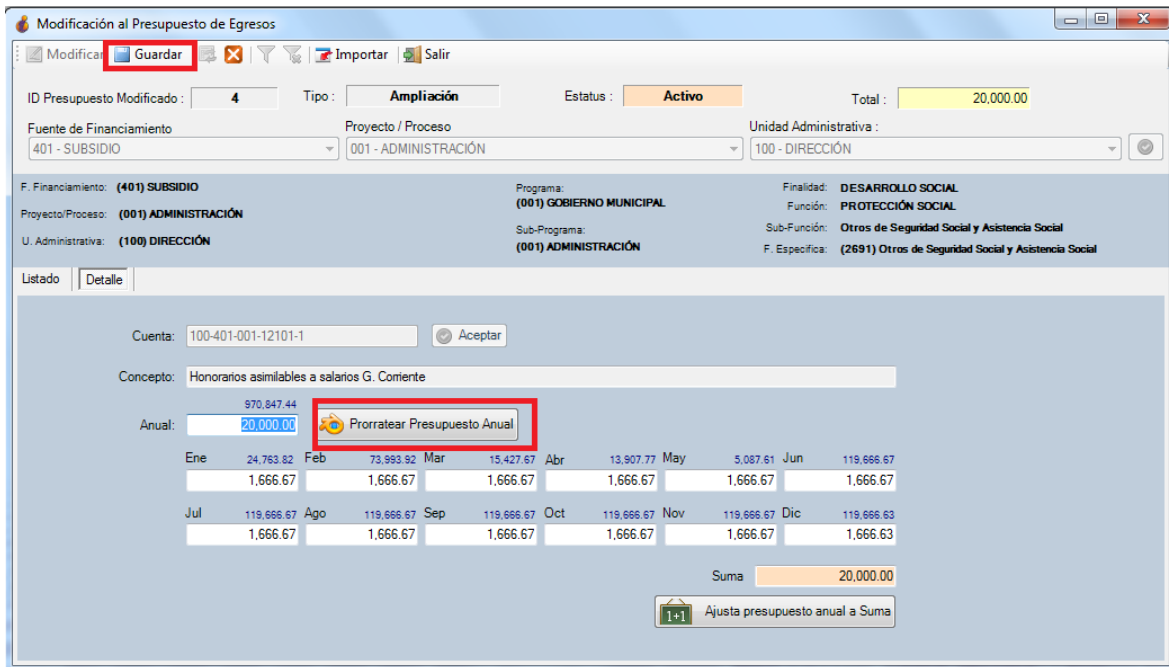 Modificación al Presupuesto de Egresos
Modificar Guardar Importar Salir
ID Presupuesto Modificado : 4 Tipo : Ampliación Estatus : Activo Total : 20,000.00
Fuente de Financiamiento Proyecto / Proceso Unidad Administrativa :
401 - SUBSIDIO 001 - ADMINISTRACIÓN 100 - DIRECCIÓN
F. Financiamiento: (401) SUBSIDIO Programa: Finalidad: DESARROLLO SOCIAL
(001) GOBIERNO MUNICIPAL Función: PROTECCIÓN SOCIAL
Proyecto/Proceso: (001) ADMINISTRACIÓN Sub-Programa: Sub-Función: Otros de Seguridad Social y Asistencia Social
U. Administrativa: (100) DIRECCIÓN (001) ADMINISTRACIÓN F. Especifica: (2691) Otros de Seguridad Social y Asistencia Social
Listado Detalle
Cuenta: 100-401-001-12101-1 Aceptar
Concepto: Honorarios asimilables a salarios G. Corriente
970,847.44
Anual: 20,000.00 Prorratear Presupuesto Anual
Ene 24,763.82 Feb 73,993.92 Mar 15,427.67 Abr 13,907.77 May 5,087.61 Jun 119,666.67
1,666.67 1,666.67 1,666.67 1,666.67 1,666.67 1,666.67
Jul 119,666.67 Ago 119,666.67 Sep 119,666.67 Oct 119,666.67 Nov 119,666.67 Dic 119,666.63
1,666.67 1,666.67 1,666.67 1,666.67 1,666.67 1,666.63
Suma 20,000.00
1+1 Ajusta presupuesto anual a Suma